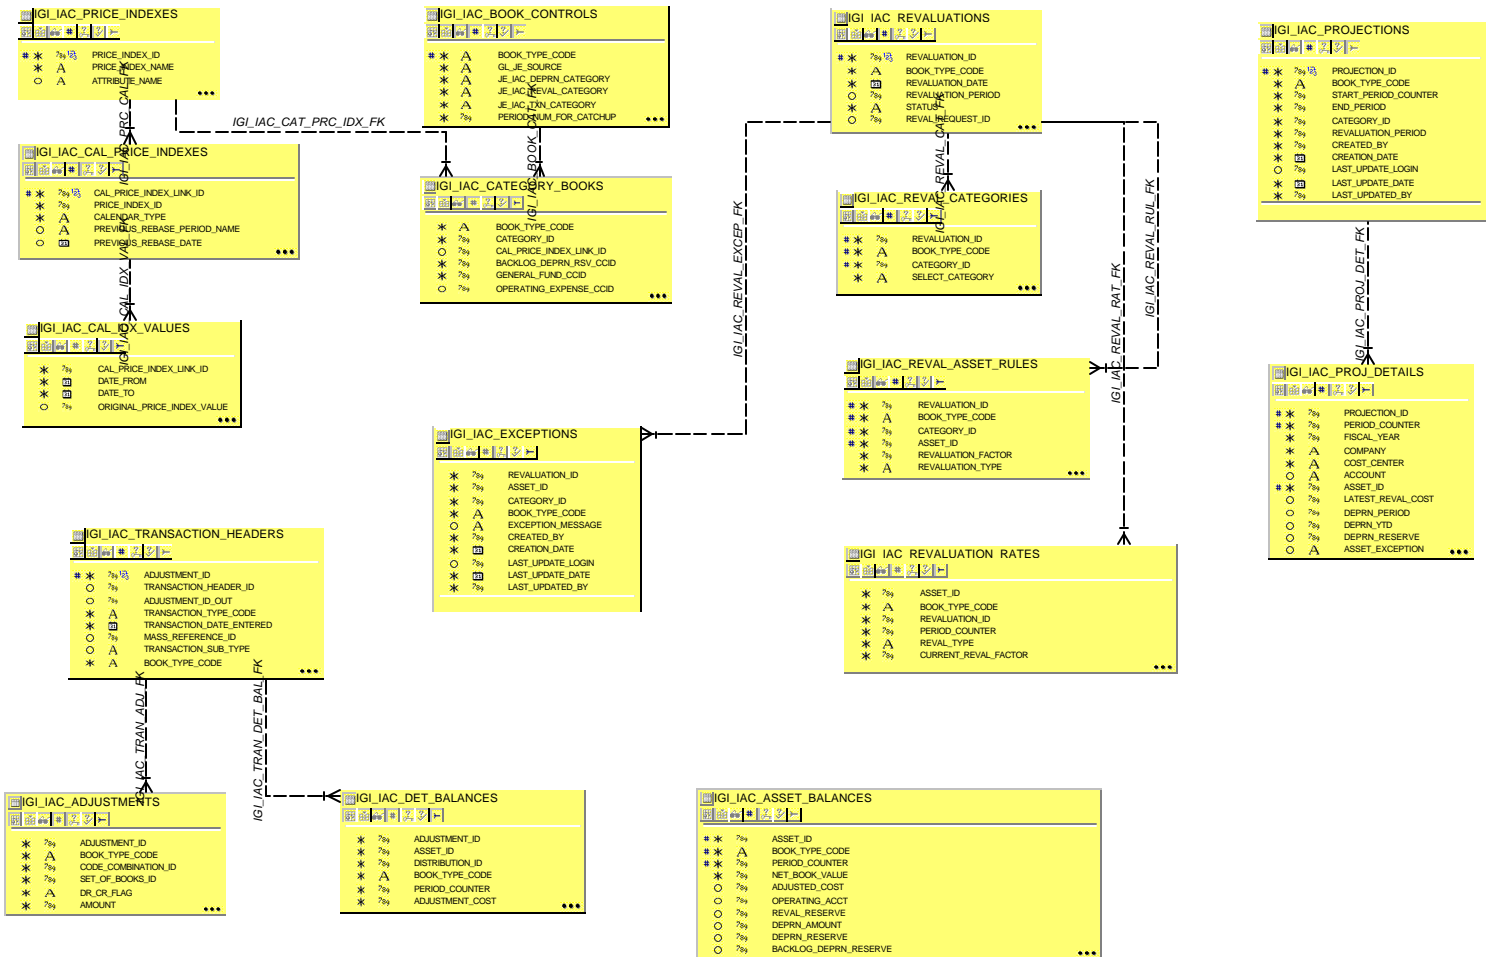 IGI_IAC_PRICE_INDEXES
PRICE_INDEX_ID
PRICE_INDEX_NAME
ATTRIBUTE_NAME
IGI_IAC_PRC_CAL_FK
IGI_IAC_CAT_PRC_IDX_FK
IGI_IAC_CAL_PRICE_INDEXES
CAL_PRICE_INDEX_LINK_ID
PRICE_INDEX_ID
CALENDAR_TYPE
PREVIOUS_REBASE_PERIOD_NAME
PREVIOUS_REBASE_DATE
IGI_IAC_CAL_IDX_VAL_FK
IGI_IAC_CAL_IDX_VALUES
CAL_PRICE_INDEX_LINK_ID
DATE_FROM
DATE_TO
ORIGINAL_PRICE_INDEX_VALUE
IGI_IAC_BOOK_CONTROLS
BOOK_TYPE_CODE
GL_JE_SOURCE
JE_IAC_DEPRN_CATEGORY
JE_IAC_REVAL_CATEGORY
JE_IAC_TXN_CATEGORY
PERIOD_NUM_FOR_CATCHUP
IGI_IAC_BOOK_CAT_FK
IGI_IAC_CATEGORY_BOOKS
BOOK_TYPE_CODE
CATEGORY_ID
CAL_PRICE_INDEX_LINK_ID
BACKLOG_DEPRN_RSV_CCID
GENERAL_FUND_CCID
OPERATING_EXPENSE_CCID
IGI_IAC_REVALUATIONS
REVALUATION_ID
BOOK_TYPE_CODE
REVALUATION_DATE
REVALUATION_PERIOD
STATUS
REVAL_REQUEST_ID
IGI_IAC_REVAL_CAT_FK
IGI_IAC_REVAL_EXCEP_FK
IGI_IAC_REVAL_RAT_FK
IGI_IAC_REVAL_RUL_FK
IGI_IAC_REVAL_CATEGORIES
REVALUATION_ID
BOOK_TYPE_CODE
CATEGORY_ID
SELECT_CATEGORY
IGI_IAC_REVAL_ASSET_RULES
REVALUATION_ID
BOOK_TYPE_CODE
CATEGORY_ID
ASSET_ID
REVALUATION_FACTOR
REVALUATION_TYPE
IGI_IAC_PROJECTIONS
PROJECTION_ID
BOOK_TYPE_CODE
START_PERIOD_COUNTER
END_PERIOD
CATEGORY_ID
REVALUATION_PERIOD
CREATED_BY
CREATION_DATE
LAST_UPDATE_LOGIN
LAST_UPDATE_DATE
LAST_UPDATED_BY
IGI_IAC_PROJ_DET_FK
IGI_IAC_PROJ_DETAILS
PROJECTION_ID
PERIOD_COUNTER
FISCAL_YEAR
COMPANY
COST_CENTER
ACCOUNT
ASSET_ID
LATEST_REVAL_COST
DEPRN_PERIOD
DEPRN_YTD
DEPRN_RESERVE
ASSET_EXCEPTION
IGI_IAC_EXCEPTIONS
REVALUATION_ID
ASSET_ID
CATEGORY_ID
BOOK_TYPE_CODE
EXCEPTION_MESSAGE
CREATED_BY
CREATION_DATE
LAST_UPDATE_LOGIN
LAST_UPDATE_DATE
LAST_UPDATED_BY
IGI_IAC_REVALUATION_RATES
ASSET_ID
BOOK_TYPE_CODE
REVALUATION_ID
PERIOD_COUNTER
REVAL_TYPE
CURRENT_REVAL_FACTOR
IGI_IAC_TRANSACTION_HEADERS
ADJUSTMENT_ID
TRANSACTION_HEADER_ID
ADJUSTMENT_ID_OUT
TRANSACTION_TYPE_CODE
TRANSACTION_DATE_ENTERED
MASS_REFERENCE_ID
TRANSACTION_SUB_TYPE
BOOK_TYPE_CODE
IGI_IAC_TRAN_ADJ_FK
IGI_IAC_TRAN_DET_BAL_FK
IGI_IAC_ADJUSTMENTS
ADJUSTMENT_ID
BOOK_TYPE_CODE
CODE_COMBINATION_ID
SET_OF_BOOKS_ID
DR_CR_FLAG
AMOUNT
IGI_IAC_DET_BALANCES
ADJUSTMENT_ID
ASSET_ID
DISTRIBUTION_ID
BOOK_TYPE_CODE
PERIOD_COUNTER
ADJUSTMENT_COST
IGI_IAC_ASSET_BALANCES
ASSET_ID
BOOK_TYPE_CODE
PERIOD_COUNTER
NET_BOOK_VALUE
ADJUSTED_COST
OPERATING_ACCT
REVAL_RESERVE
DEPRN_AMOUNT
DEPRN_RESERVE
BACKLOG_DEPRN_RESERVE